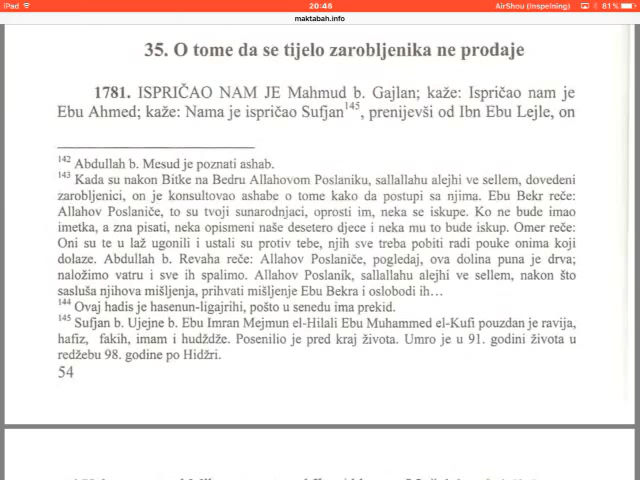 iPad
20:46
AirShou (Inspelning)
81 %
maktabah.info
35. O tome da se tijelo zarobljenika ne prodaje
1781. ISPRIČAO NAM JE Mahmud b. Gajlan; kaže: Ispričao nam je
Ebu Ahmed; kaže: Nama je ispričao Sufjan145, prenijevši od Ibn Ebu Lejle, on
142 Abdullah b. Mesud je poznati ashab.
143 Kada su nakon Bitke na Bedru Allahovom Poslaniku, sallallahu alejhi ve sellem, dovedeni
zarobljenici, on je konsultovao ashabe o tome kako da postupi sa njima. Ebu Bekr reče:
Allahov Poslaniče, to su tvoji sunarodnjaci, oprosti im, neka se iskupe. Ko ne bude imao
imetka, a zna pisati, neka opismeni naše desetero djece i neka mu to bude iskup. Omer reče:
Oni su te u laž ugonili i ustali su protiv tebe, njih sve treba pobiti radi pouke onima koji
dolaze. Abdullah b. Revaha reče: Allahov Poslaniče, pogledaj, ova dolina puna je drva;
naložimo vatru i sve ih spalimo. Allahov Poslanik, sallallahu alejhi ve sellem, nakon što
sasluša njihova mišljenja, prihvati mišljenje Ebu Bekra i oslobodi ih…
144 Ovaj hadis je hasenun-ligajrihi, pošto u senedu ima prekid.
145 Sufjan b. Ujejne b. Ebu Imran Mejmun el-Hilali Ebu Muhammed el-Kufi pouzdan je ravija,
hafiz, fakih, imam i hudždže. Posenilio je pred kraj života. Umro je u 91. godini života u
redžebu 98. godine po Hidžri.
54